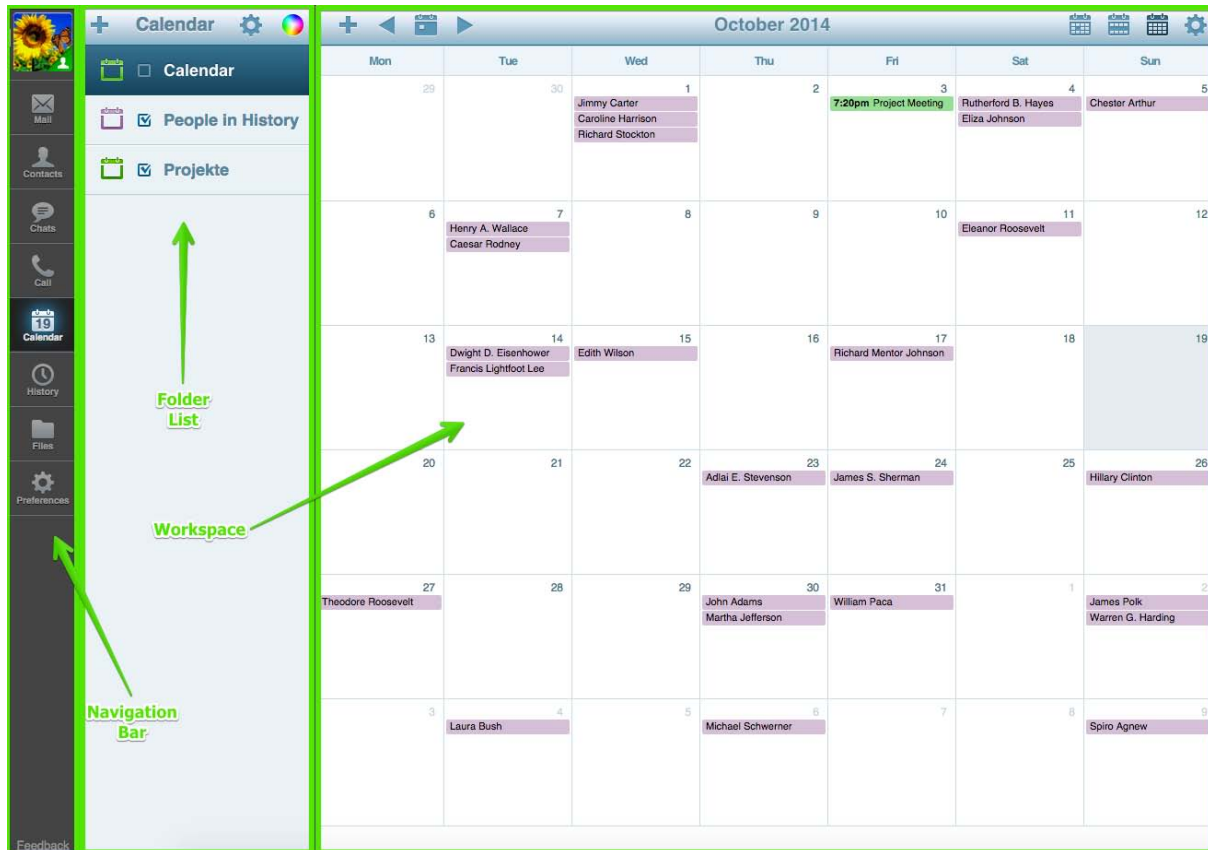 Calendar
October 2014
Mail
Contacts
Chats
Call
19
Calendar
History
Files
Preferences
Feedback
Calendar
People in History
Projekte
Folder
List
Workspace
Navigation
Bar
Mon Tue Wed Thu Fri Sat Sun
29 30 1 2 3 4 5
Jimmy Carter 7:20pm Project Meeting Rutherford B. Hayes Chester Arthur
Caroline Harrison Eliza Johnson
Richard Stockton
6 7 8 9 10 11 12
Henry A. Wallace Eleanor Roosevelt
Caesar Rodney
13 14 15 16 17 18 19
Dwight D. Eisenhower Edith Wilson Richard Mentor Johnson
Francis Lightfoot Lee
20 21 22 23 24 25 26
Adlai E. Stevenson James S. Sherman Hillary Clinton
27 28 29 30 31 1 2
Theodore Roosevelt John Adams William Paca James Polk
Martha Jefferson Warren G. Harding
3 4 5 6 7 8 9
Laura Bush Michael Schwerner Spiro Agnew